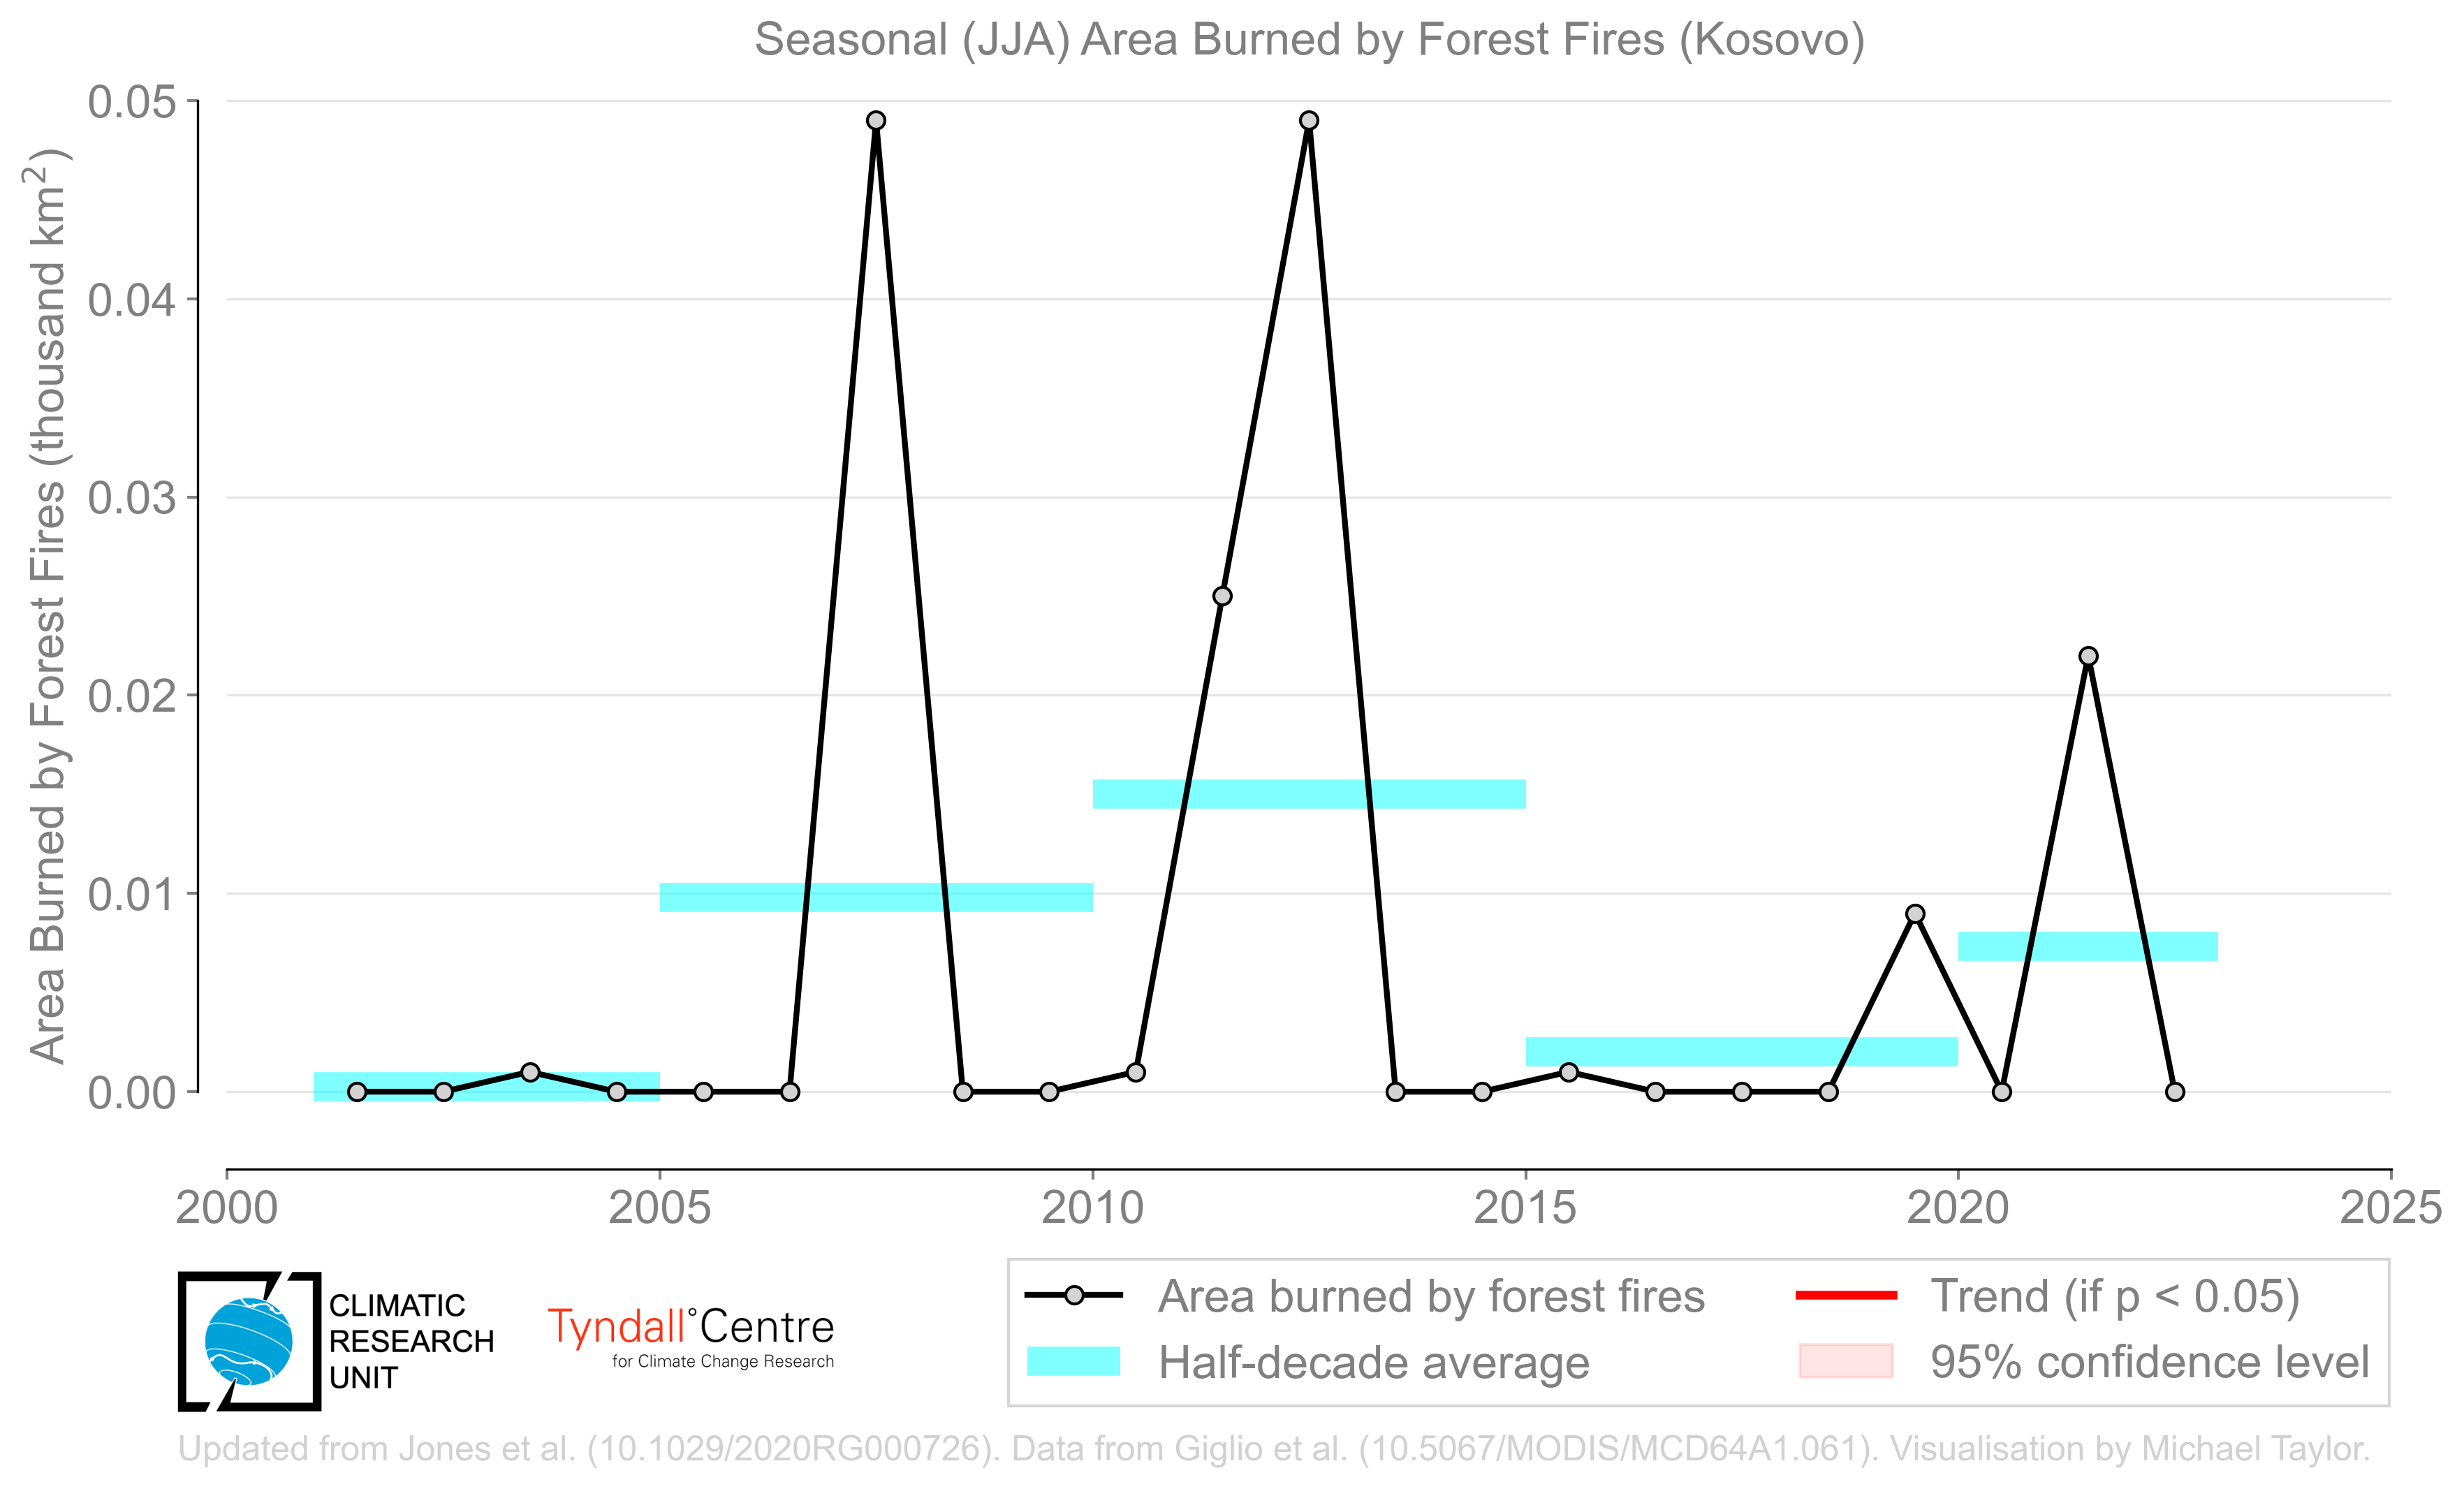 Seasonal (JJA) Area Burned by Forest Fires (Kosovo)
Area Burned by Forest Fires (thousand km²)
0.05
0.04
0.03
0.02
0.01
0.00
2000
2005
2010
2015
2020
2025
CLIMATIC
RESEARCH
UNIT
Tyndall°Centre
for Climate Change Research
Area burned by forest fires
Half-decade average
Trend (if p < 0.05)
95% confidence level
Updated from Jones et al. (10.1029/2020RG000726). Data from Giglio et al. (10.5067/MODIS/MCD64A1.061). Visualisation by Michael Taylor.